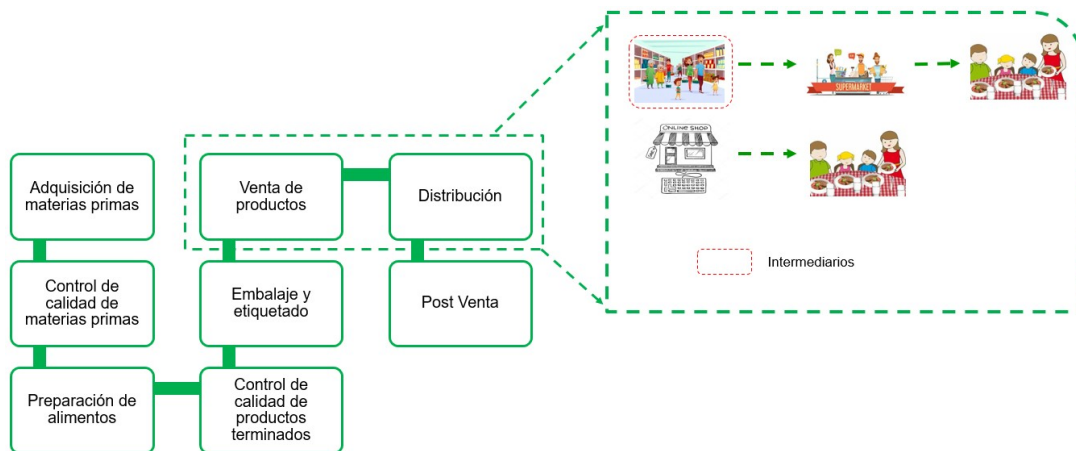 Adquisición de
materias primas
Control de
calidad de
materias primas
Preparación de
alimentos
Control de
calidad de
productos
terminados
Embalaje y
etiquetado
Venta de
productos
Distribución
Post Venta
SUPERMARKET
ONLINE SHOP
Intermediarios